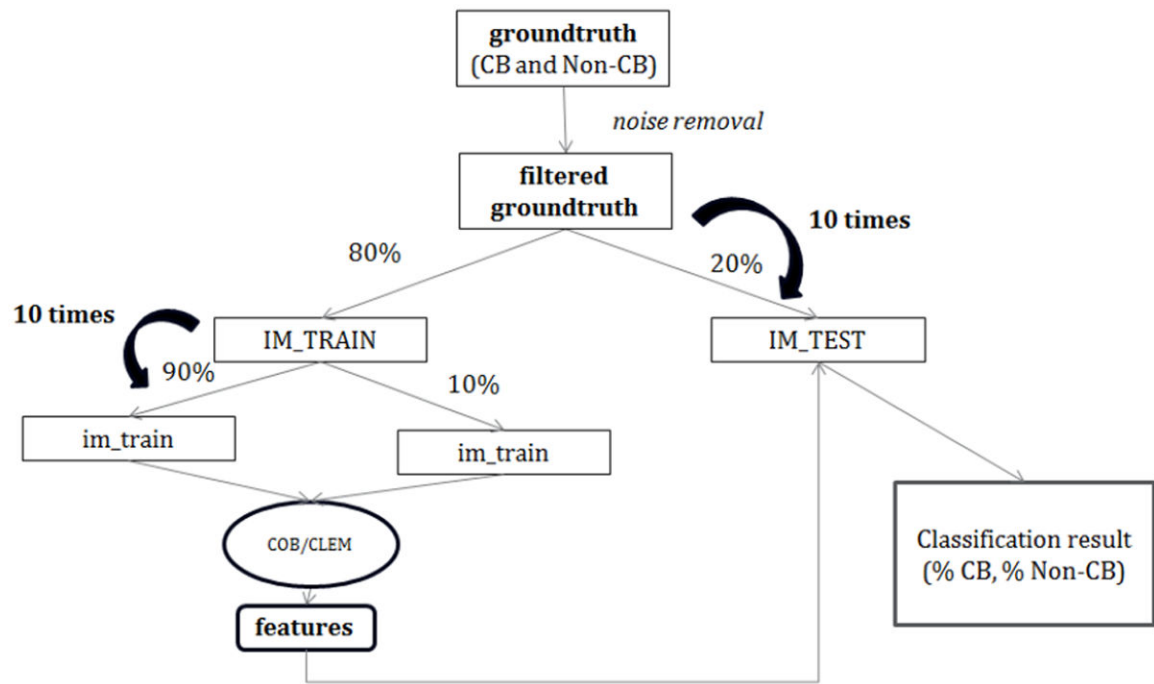 groundtruth
(CB and Non-CB)
noise removal
filtered
groundtruth
10 times
80%
20%
10 times
IM_TRAIN
IM_TEST
90%
10%
im_train
im_train
COB/CLEM
Classification result
(% CB, % Non-CB)
features